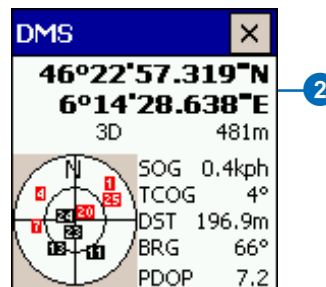 DMS
46°22'57.319"N
2
6°14'28.638"E
3D 481m
N
SOG 0.4kph
1
4
25
TCOG 4°
20
24
7
DST 196.9m
23
13
11
BRG 66°
PDOP 7.2